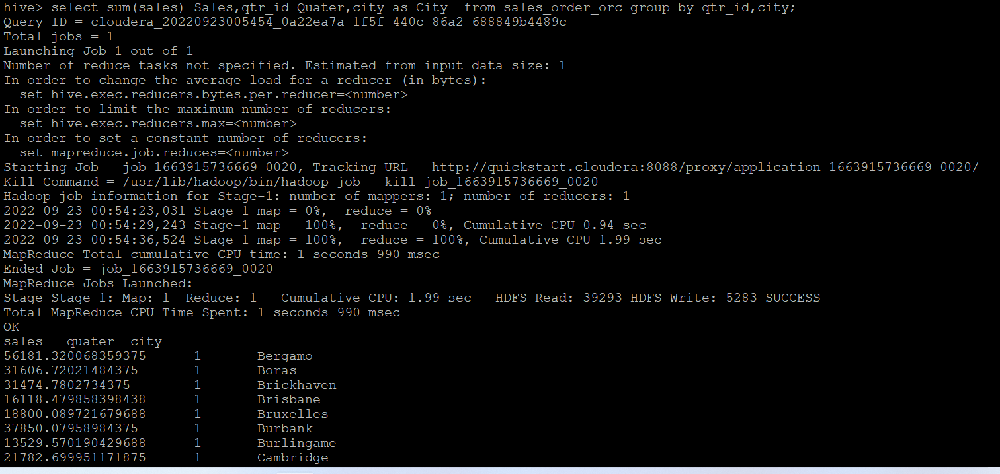 hive> select sum(sales) Sales,qtr_id Quater,city as City  from sales_order_orc group by qtr_id,city;
Query ID = cloudera_20220923005454_0a22ea7a-1f5f-440c-86a2-688849b4489c
Total jobs = 1
Launching Job 1 out of 1
Number of reduce tasks not specified. Estimated from input data size: 1
In order to change the average load for a reducer (in bytes):
  set hive.exec.reducers.bytes.per.reducer=<number>
In order to limit the maximum number of reducers:
  set hive.exec.reducers.max=<number>
In order to set a constant number of reducers:
  set mapreduce.job.reduces=<number>
Starting Job = job_1663915736669_0020, Tracking URL = http://quickstart.cloudera:8088/proxy/application_1663915736669_0020/
Kill Command = /usr/lib/hadoop/bin/hadoop job  -kill job_1663915736669_0020
Hadoop job information for Stage-1: number of mappers: 1; number of reducers: 1
2022-09-23 00:54:23,031 Stage-1 map = 0%,  reduce = 0%
2022-09-23 00:54:29,243 Stage-1 map = 100%,  reduce = 0%, Cumulative CPU 0.94 sec
2022-09-23 00:54:36,524 Stage-1 map = 100%,  reduce = 100%, Cumulative CPU 1.99 sec
MapReduce Total cumulative CPU time: 1 seconds 990 msec
Ended Job = job_1663915736669_0020
MapReduce Jobs Launched:
Stage-Stage-1: Map: 1  Reduce: 1   Cumulative CPU: 1.99 sec   HDFS Read: 39293 HDFS Write: 5283 SUCCESS
Total MapReduce CPU Time Spent: 1 seconds 990 msec
OK
sales   quater  city
56181.320068359375      1       Bergamo
31606.72021484375       1       Boras
31474.7802734375        1       Brickhaven
16118.479858398438      1       Brisbane
18800.089721679688      1       Bruxelles
37850.07958984375       1       Burbank
13529.570190429688      1       Burlingame
21782.699951171875      1       Cambridge